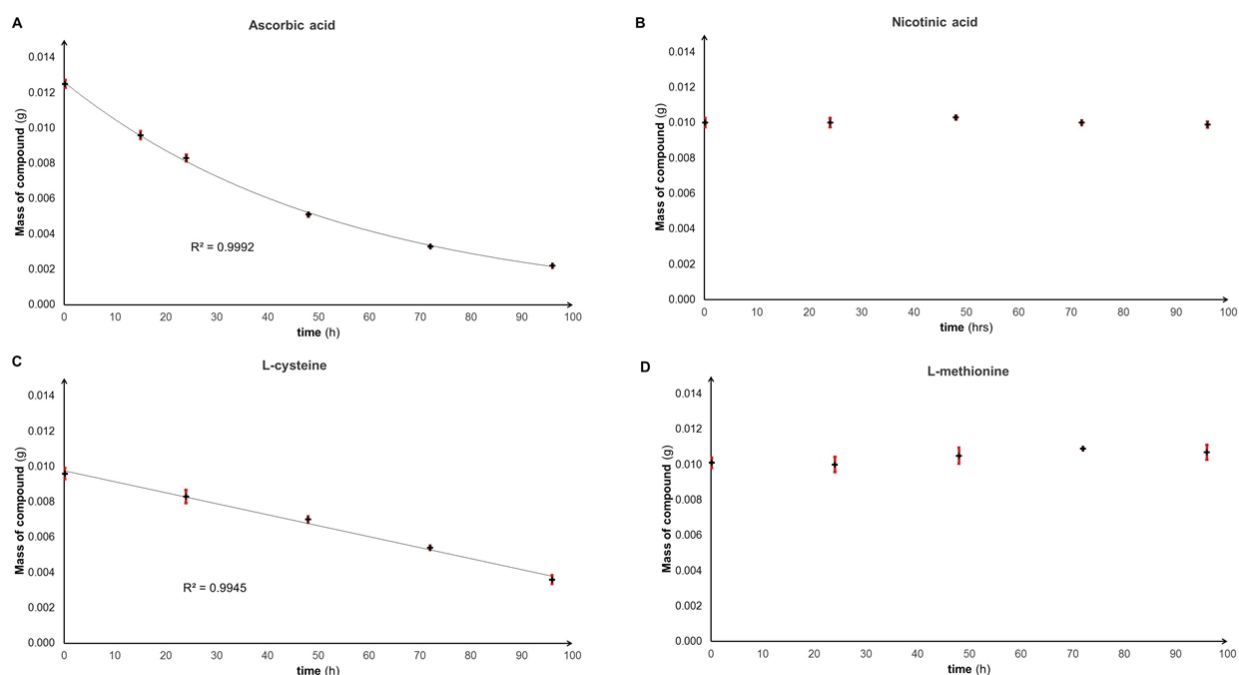 A
Ascorbic acid
Mass of compound (g)
0.014
0.012
0.010
0.008
0.006
0.004
0.002
0.000
R² = 0.9992
0 10 20 30 40 50 60 70 80 90 100
time (h)
B
Nicotinic acid
Mass of compound (g)
0.014
0.012
0.010
0.008
0.006
0.004
0.002
0.000
0 10 20 30 40 50 60 70 80 90 100
time (hrs)
C
L-cysteine
Mass of compound (g)
0.014
0.012
0.010
0.008
0.006
0.004
0.002
0.000
R² = 0.9945
0 10 20 30 40 50 60 70 80 90 100
time (h)
D
L-methionine
Mass of compound (g)
0.014
0.012
0.010
0.008
0.006
0.004
0.002
0.000
0 10 20 30 40 50 60 70 80 90 100
time (h)